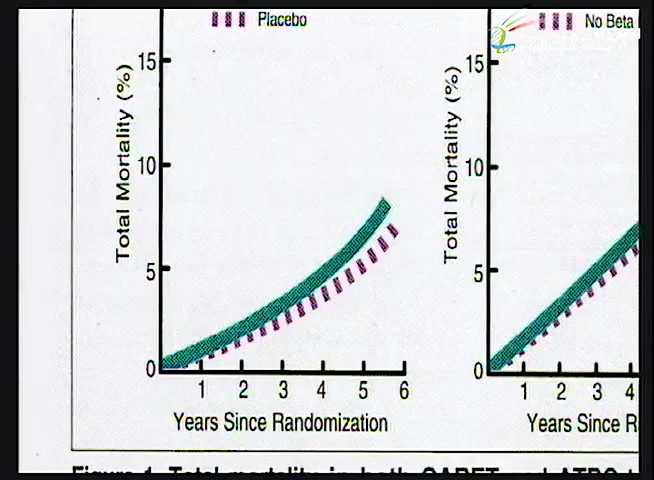 Placebo
No Beta
15
10
5
0
Total Mortality (%)
1 2 3 4 5 6
Years Since Randomization
15
10
5
0
Total Mortality (%)
1 2 3 4
Years Since R
Figure 1. Total mortality in both CARET and ATBC